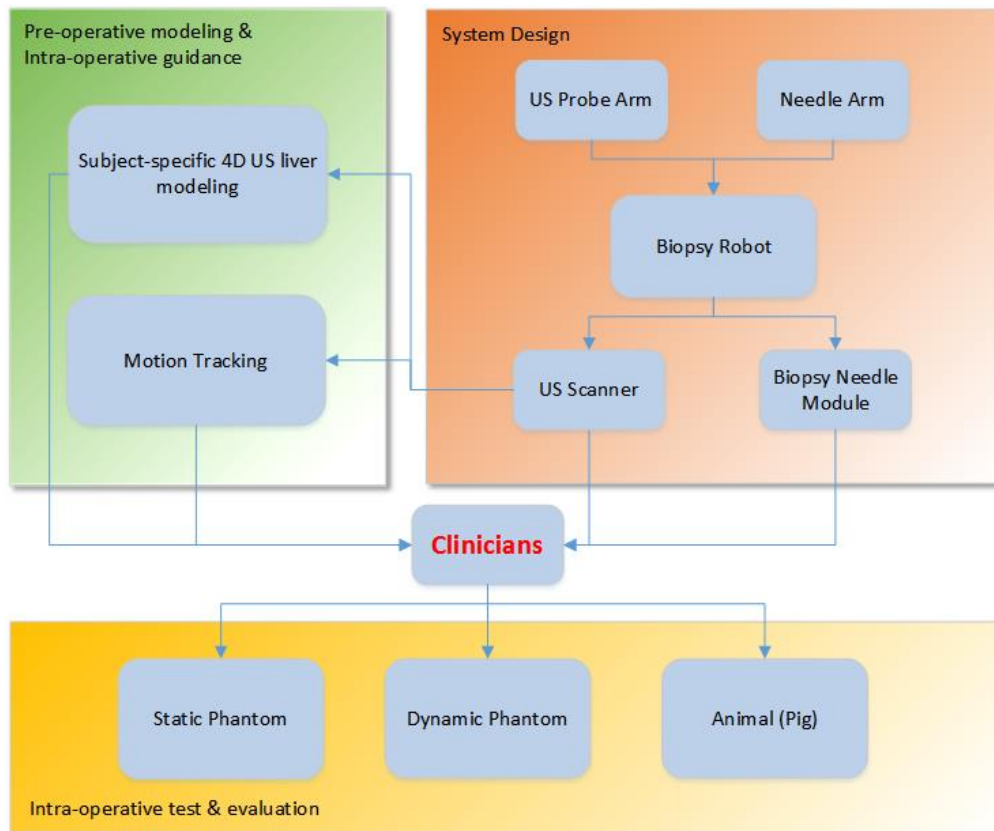 Pre-operative modeling &
Intra-operative guidance
Subject-specific 4D US liver
modeling
Motion Tracking
System Design
US Probe Arm
Needle Arm
Biopsy Robot
US Scanner
Biopsy Needle
Module
Clinicians
Static Phantom
Dynamic Phantom
Animal (Pig)
Intra-operative test & evaluation